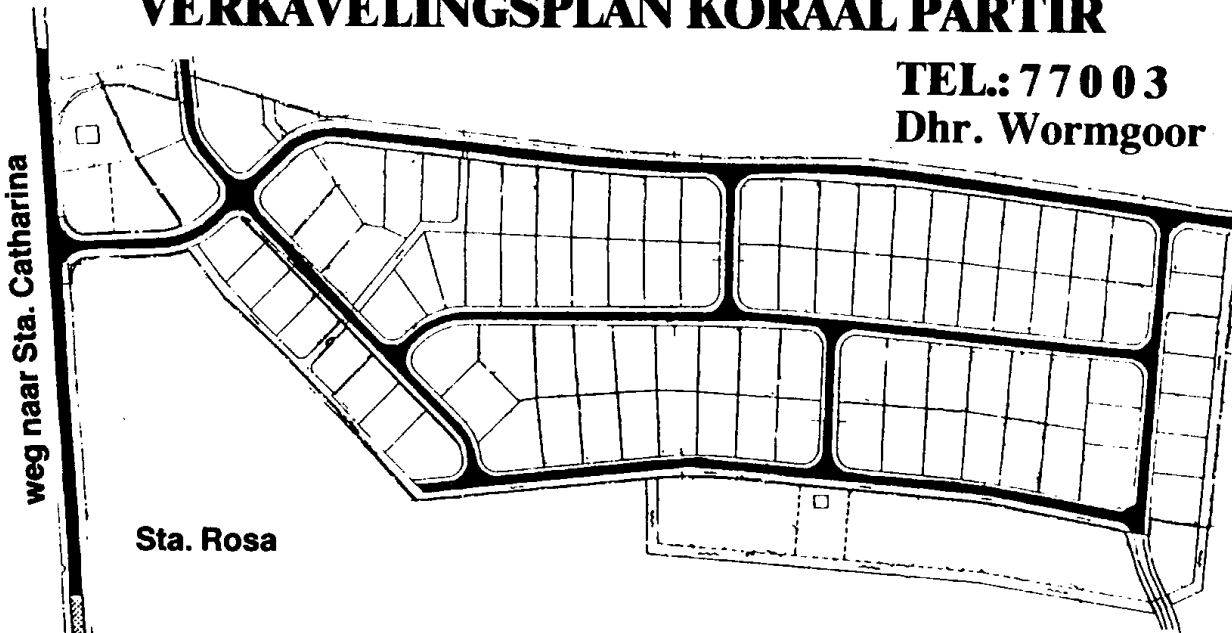 VERKAVELINGSPLAN KORAAL PARTIR
TEL.: 77003
Dhr. Wormgoor
weg naar Sta. Catharina
Sta. Rosa